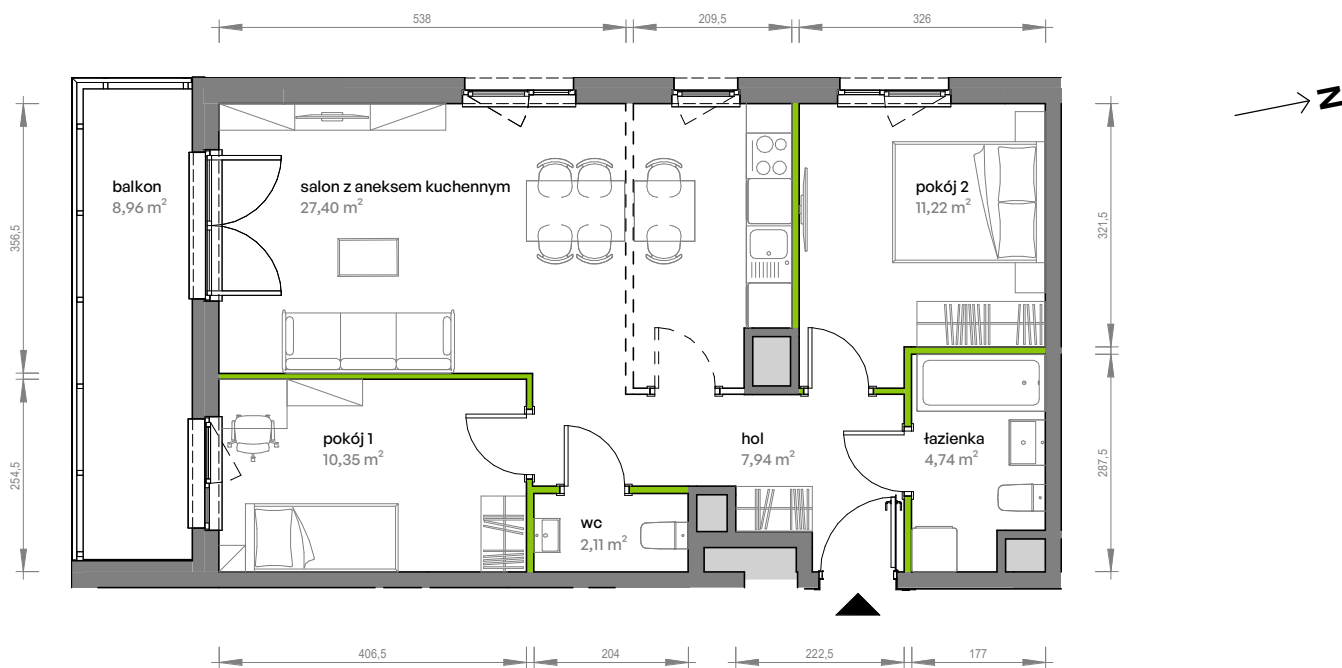 538
209,5
326
N
balkon
8,96 m²
salon z aneksem kuchennym
27,40 m²
pokój 2
11,22 m²
356,5
321,5
pokój 1
10,35 m²
hol
7,94 m²
łazienka
4,74 m²
254,5
287,5
wc
2,11 m²
406,5
204
222,5
177